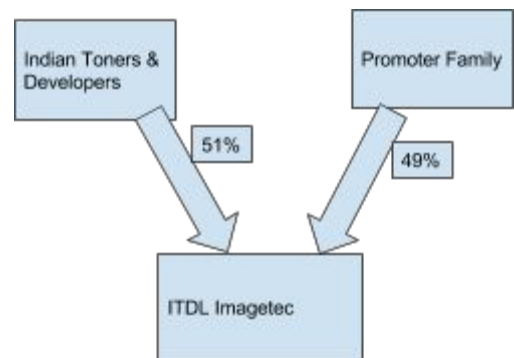 Indian Toners &
Developers
Promoter Family
51%
49%
ITDL Imagetec